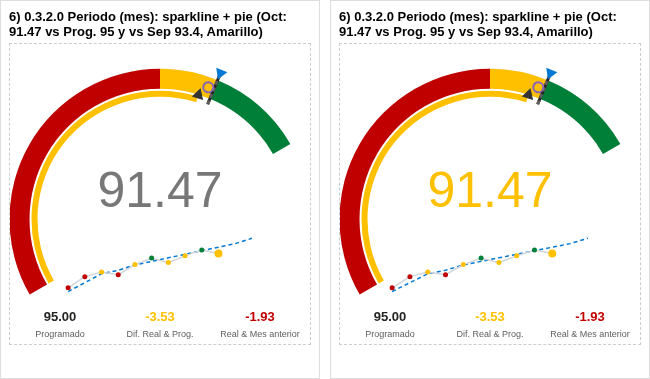 6) 0.3.2.0 Periodo (mes): sparkline + pie (Oct:
91.47 vs Prog. 95 y vs Sep 93.4, Amarillo)
91.47
95.00 -3.53 -1.93
Programado Dif. Real & Prog. Real & Mes anterior
6) 0.3.2.0 Periodo (mes): sparkline + pie (Oct:
91.47 vs Prog. 95 y vs Sep 93.4, Amarillo)
91.47
95.00 -3.53 -1.93
Programado Dif. Real & Prog. Real & Mes anterior